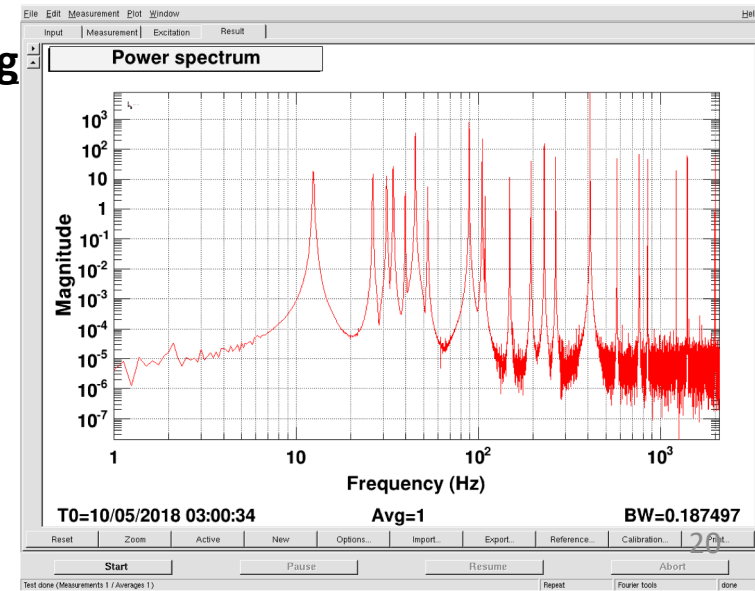 File Edit Measurement Plot Window Hel
Input Measurement Excitation Result
g
Power spectrum
10³
10²
10
1
10⁻¹
10⁻²
10⁻³
10⁻⁴
10⁻⁵
10⁻⁶
10⁻⁷
Magnitude
1 10 10² 10³
Frequency (Hz)
T0=10/05/2018 03:00:34 Avg=1 BW=0.187497
Reset Zoom Active New Options... Import... Export... Reference... Calibration... Print...
20
Start Pause Resume Abort
Test done (Measurements 1 / Averages 1) Repeat Fourier tools done